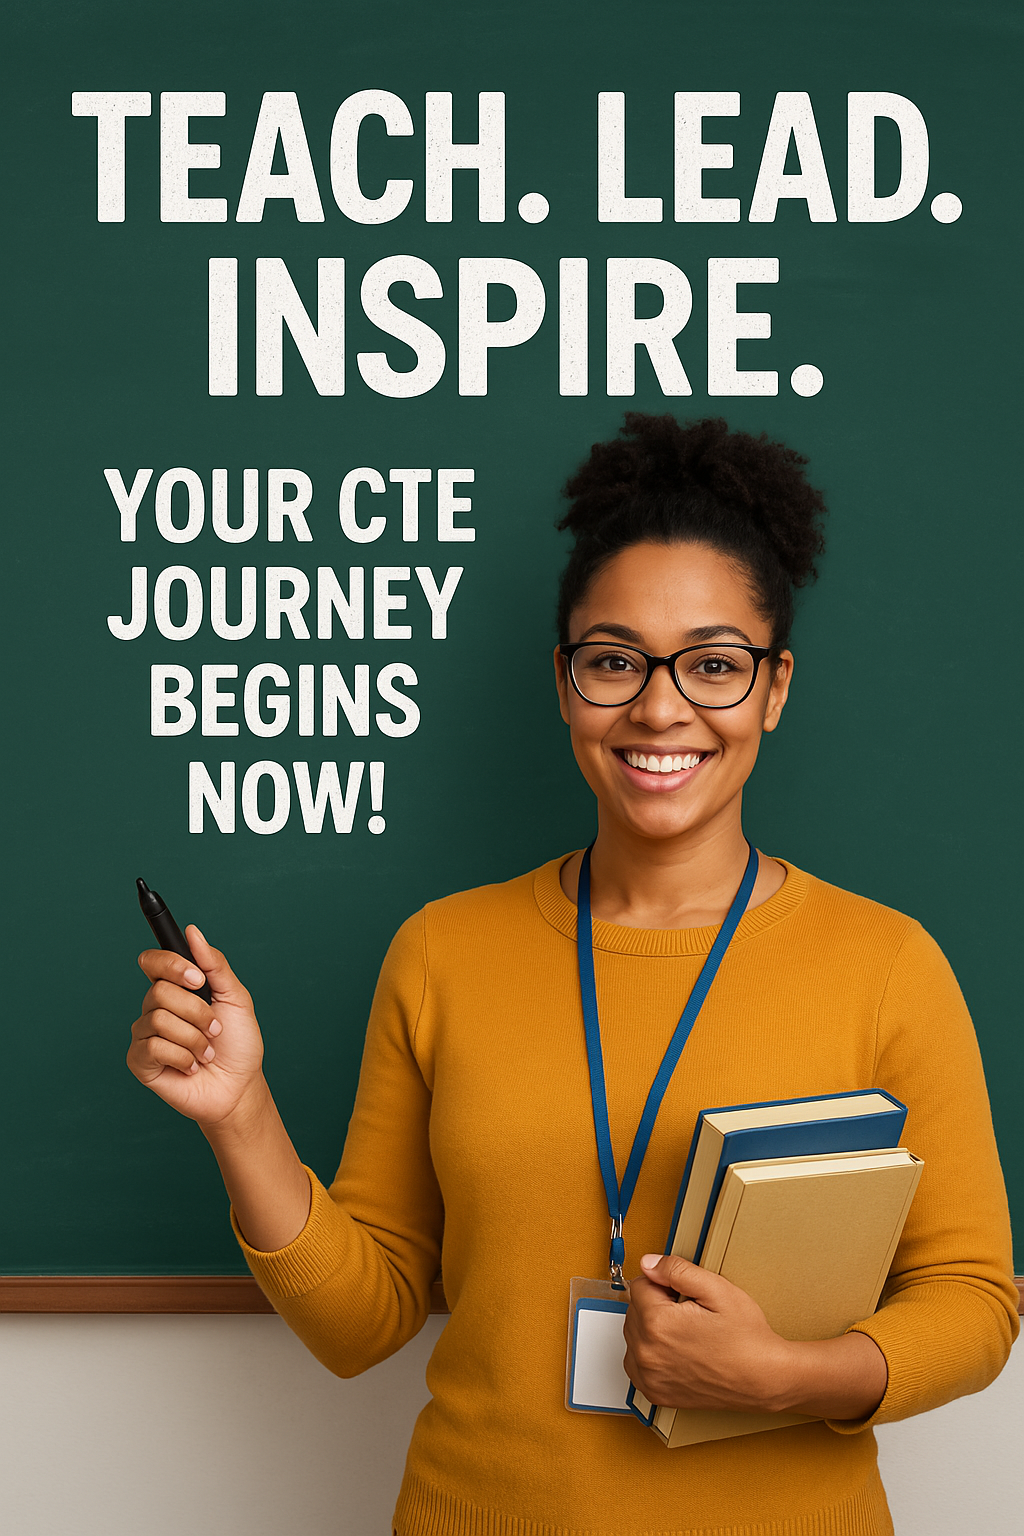 TEACH. LEAD.
INSPIRE.
YOUR CTE
JOURNEY
BEGINS
NOW!